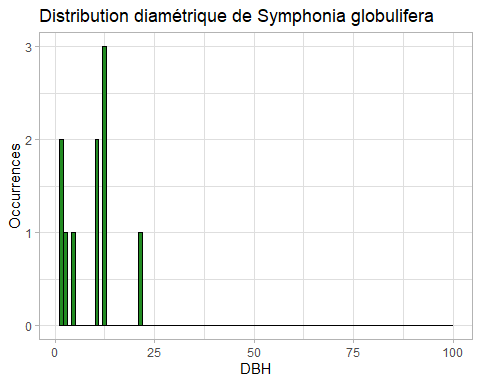 Distribution diamétrique de Symphonia globulifera
3
2
1
0
Occurrences
0 25 50 75 100
DBH